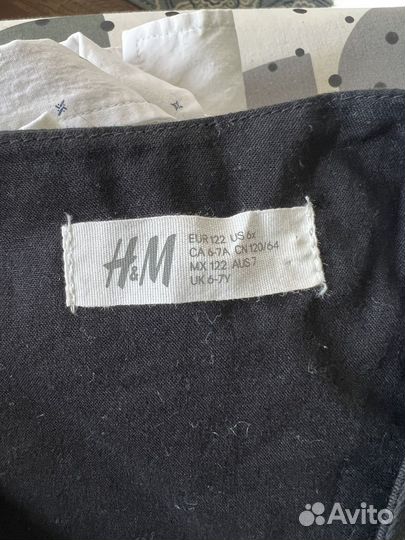 H&M
EUR 122 US 6x
CA 6-7A CN 120/64
MX 122 AUS 7
UK 6-7Y
Avito